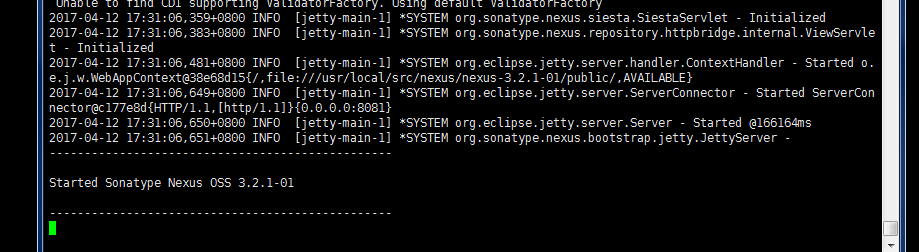 Unable to find CDI supporting ValidatorFactory. Using default ValidatorFactory
2017-04-12 17:31:06,359+0800 INFO  [jetty-main-1] *SYSTEM org.sonatype.nexus.siesta.SiestaServlet - Initialized
2017-04-12 17:31:06,383+0800 INFO  [jetty-main-1] *SYSTEM org.sonatype.nexus.repository.httpbridge.internal.ViewServle
t - Initialized
2017-04-12 17:31:06,481+0800 INFO  [jetty-main-1] *SYSTEM org.eclipse.jetty.server.handler.ContextHandler - Started o.
e.j.w.WebAppContext@38e68d15{/,file:///usr/local/src/nexus/nexus-3.2.1-01/public/,AVAILABLE}
2017-04-12 17:31:06,649+0800 INFO  [jetty-main-1] *SYSTEM org.eclipse.jetty.server.ServerConnector - Started ServerCon
nector@c177e8d{HTTP/1.1,[http/1.1]}{0.0.0.0:8081}
2017-04-12 17:31:06,650+0800 INFO  [jetty-main-1] *SYSTEM org.eclipse.jetty.server.Server - Started @166164ms
2017-04-12 17:31:06,651+0800 INFO  [jetty-main-1] *SYSTEM org.sonatype.nexus.bootstrap.jetty.JettyServer -
-------------------------------------------------
Started Sonatype Nexus OSS 3.2.1-01
-------------------------------------------------